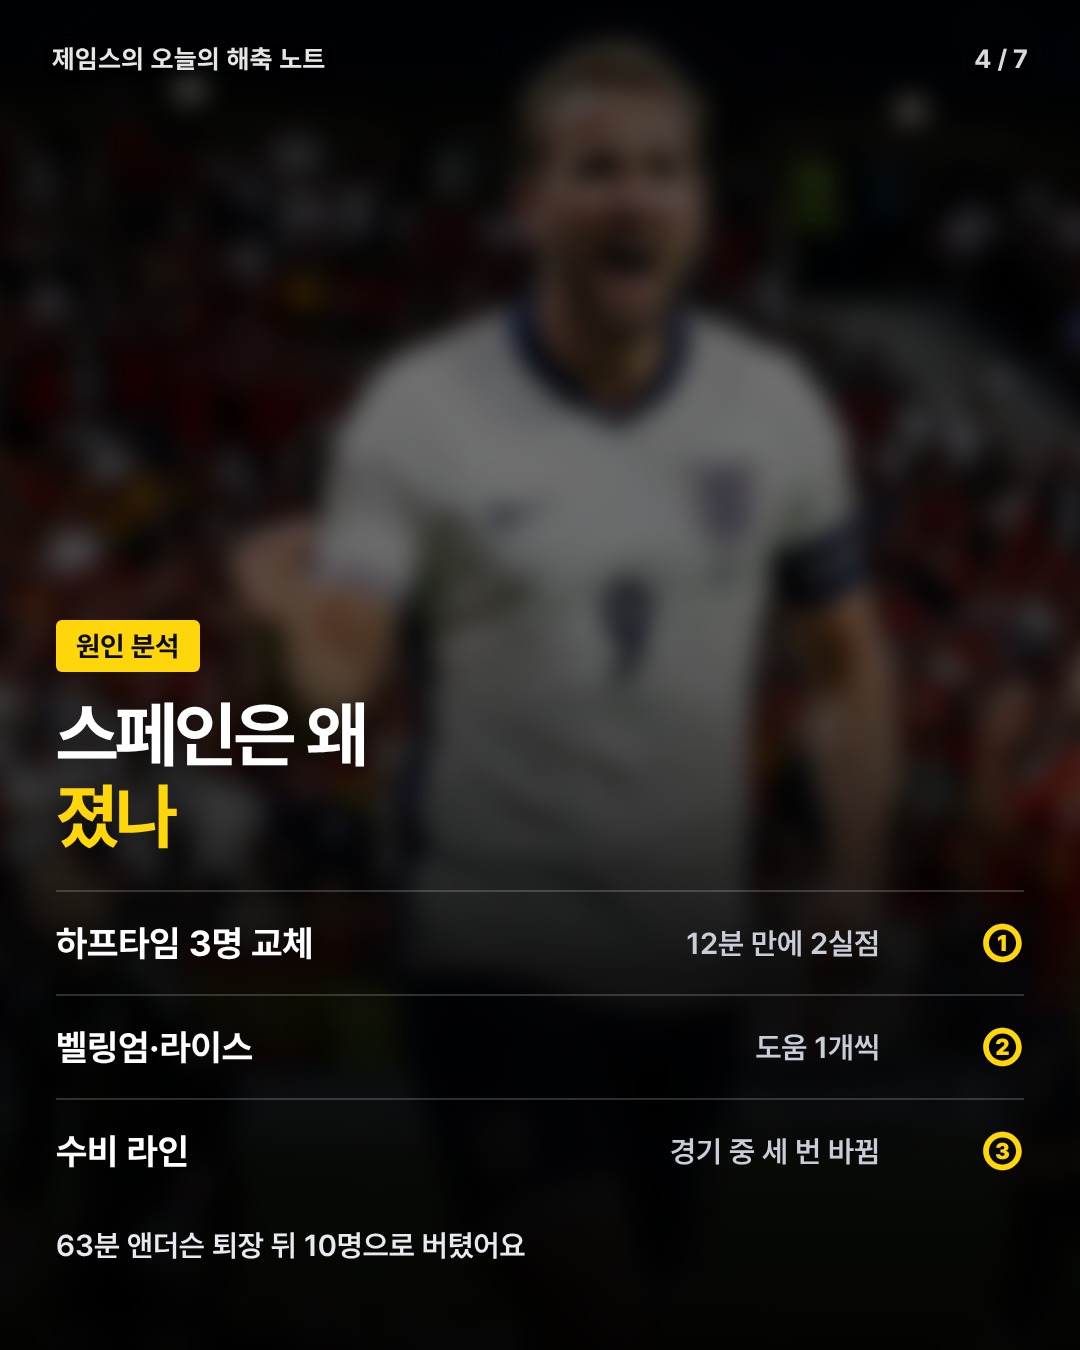 제임스의 오늘의 해축 노트
4 / 7
원인 분석
스페인은 왜
졌나
하프타임 3명 교체 12분 만에 2실점 ①
벨링엄·라이스 도움 1개씩 ②
수비 라인 경기 중 세 번 바뀜 ③
63분 앤더슨 퇴장 뒤 10명으로 버텼어요